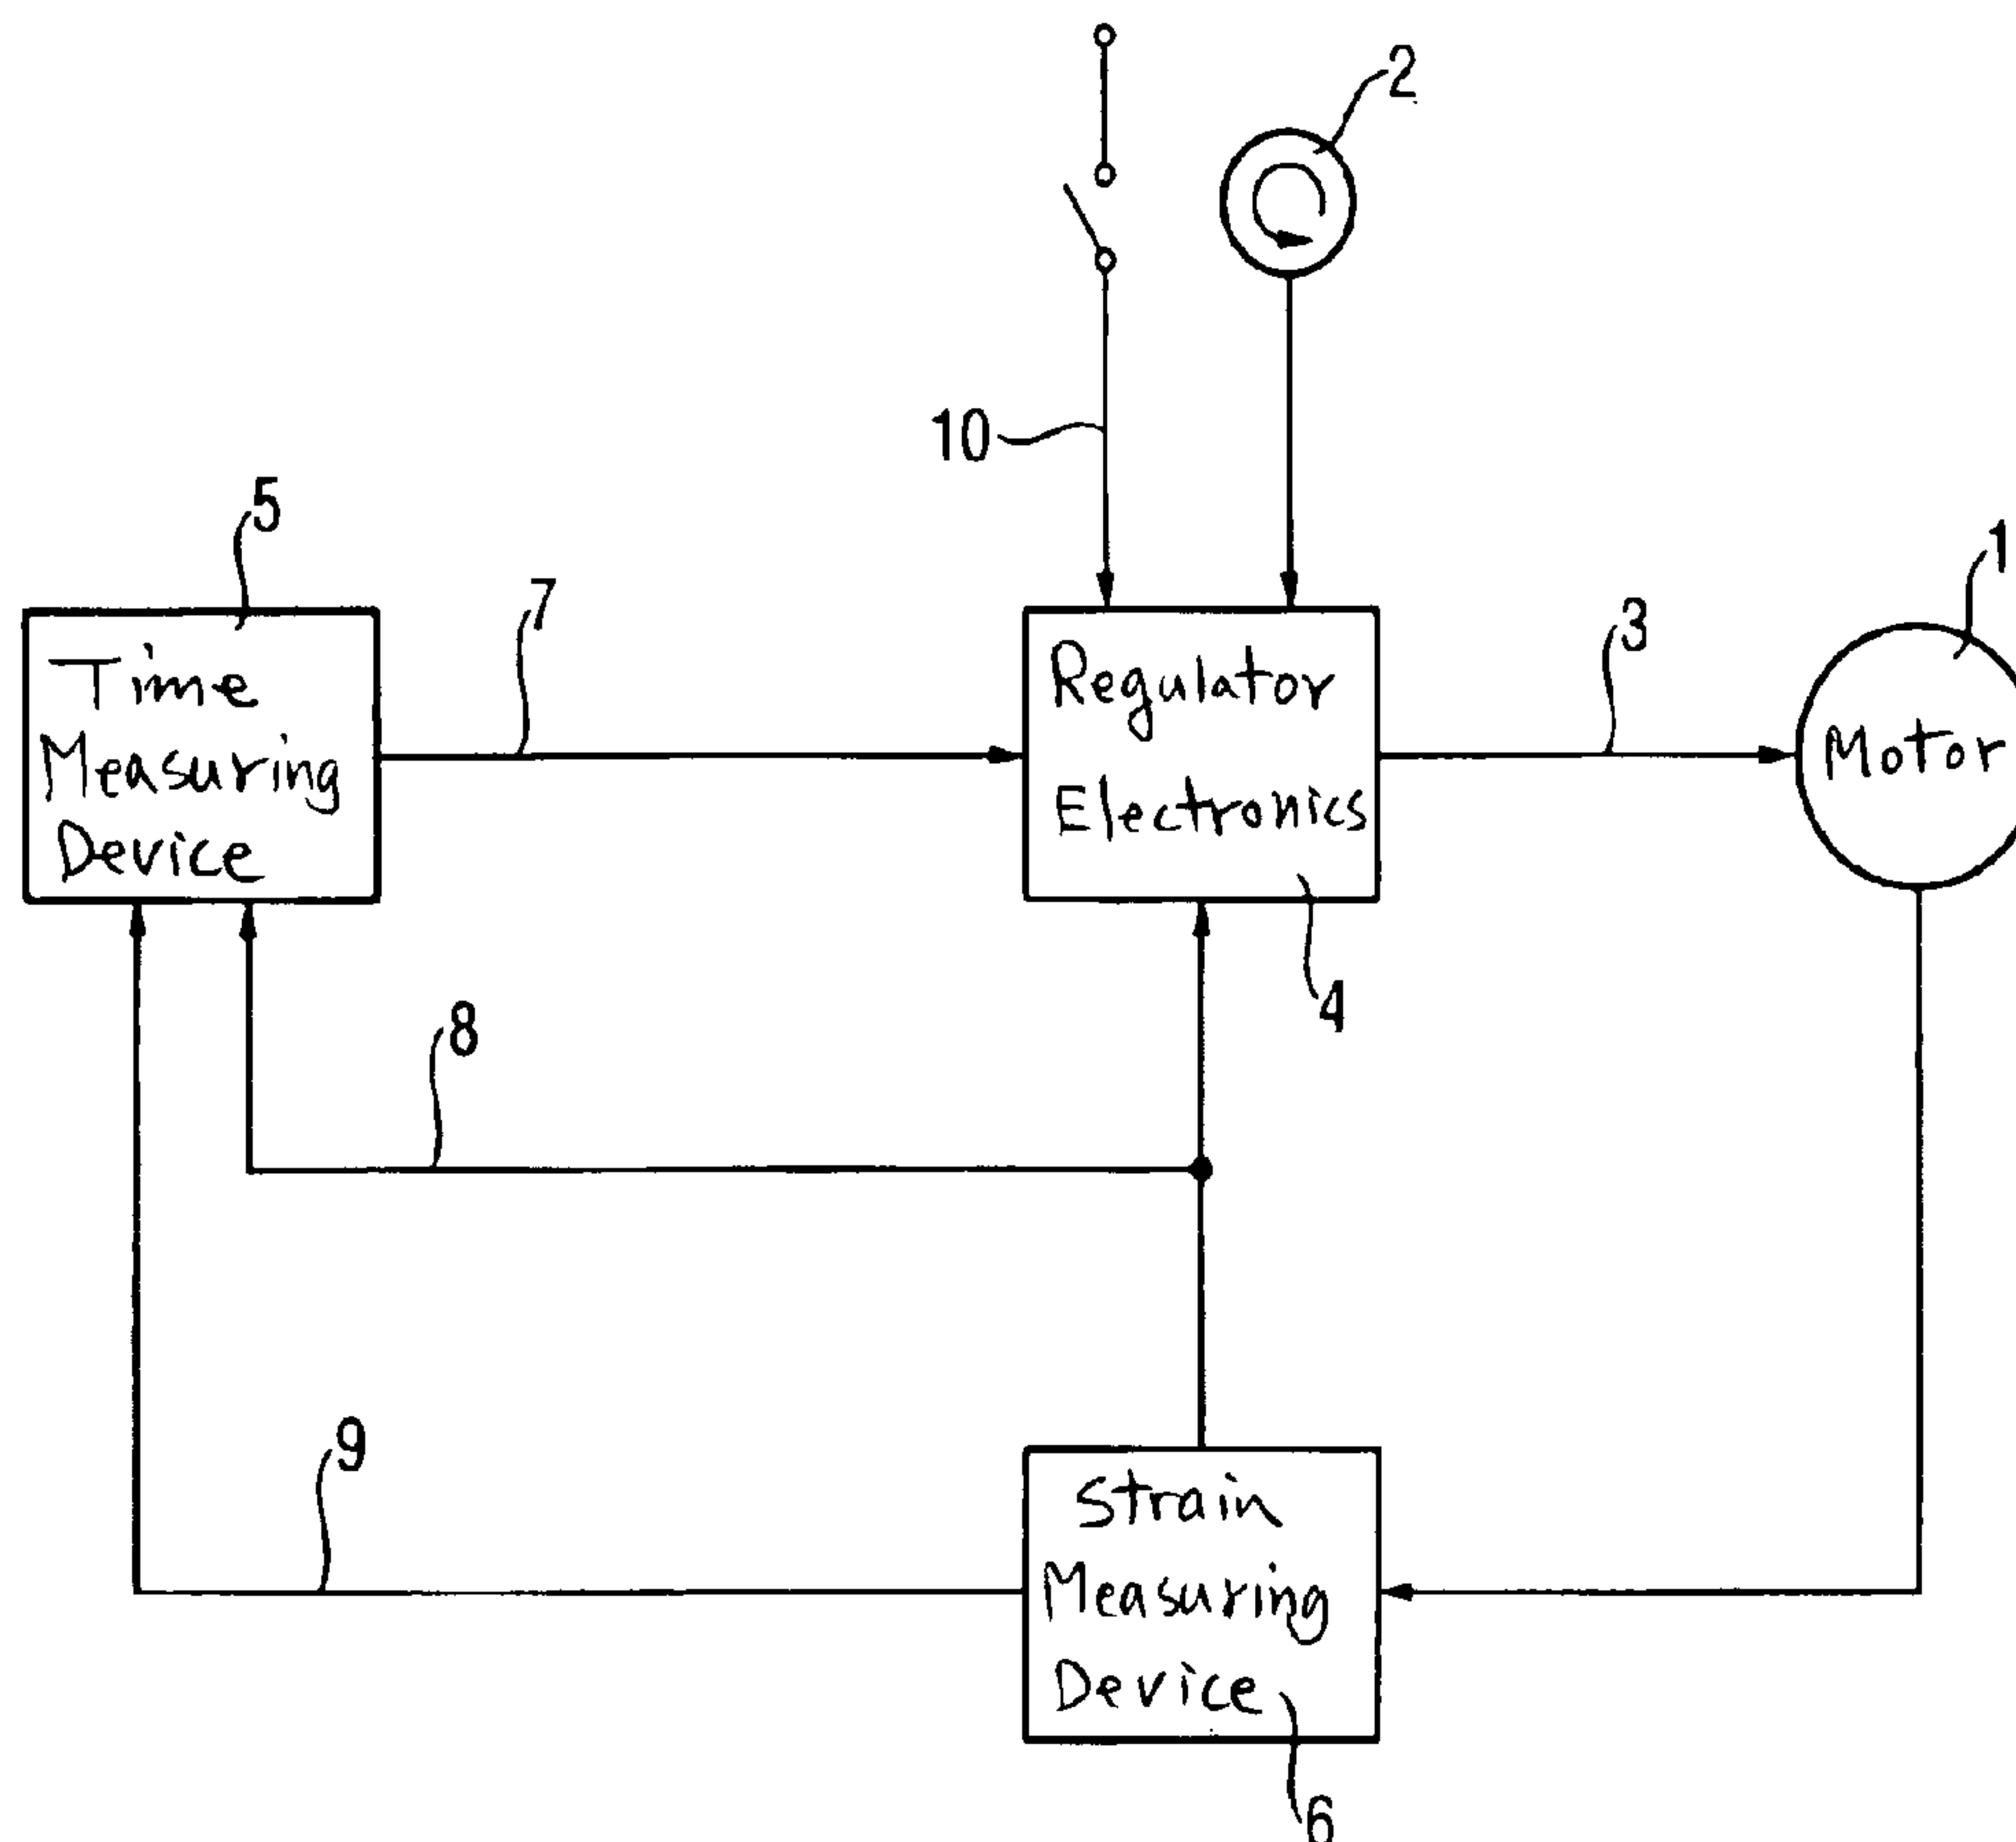 2
10
5
7
3
1
Time
Measuring
Device
Regulator
Electronics
Motor
4
8
9
Strain
Measuring
Device
6